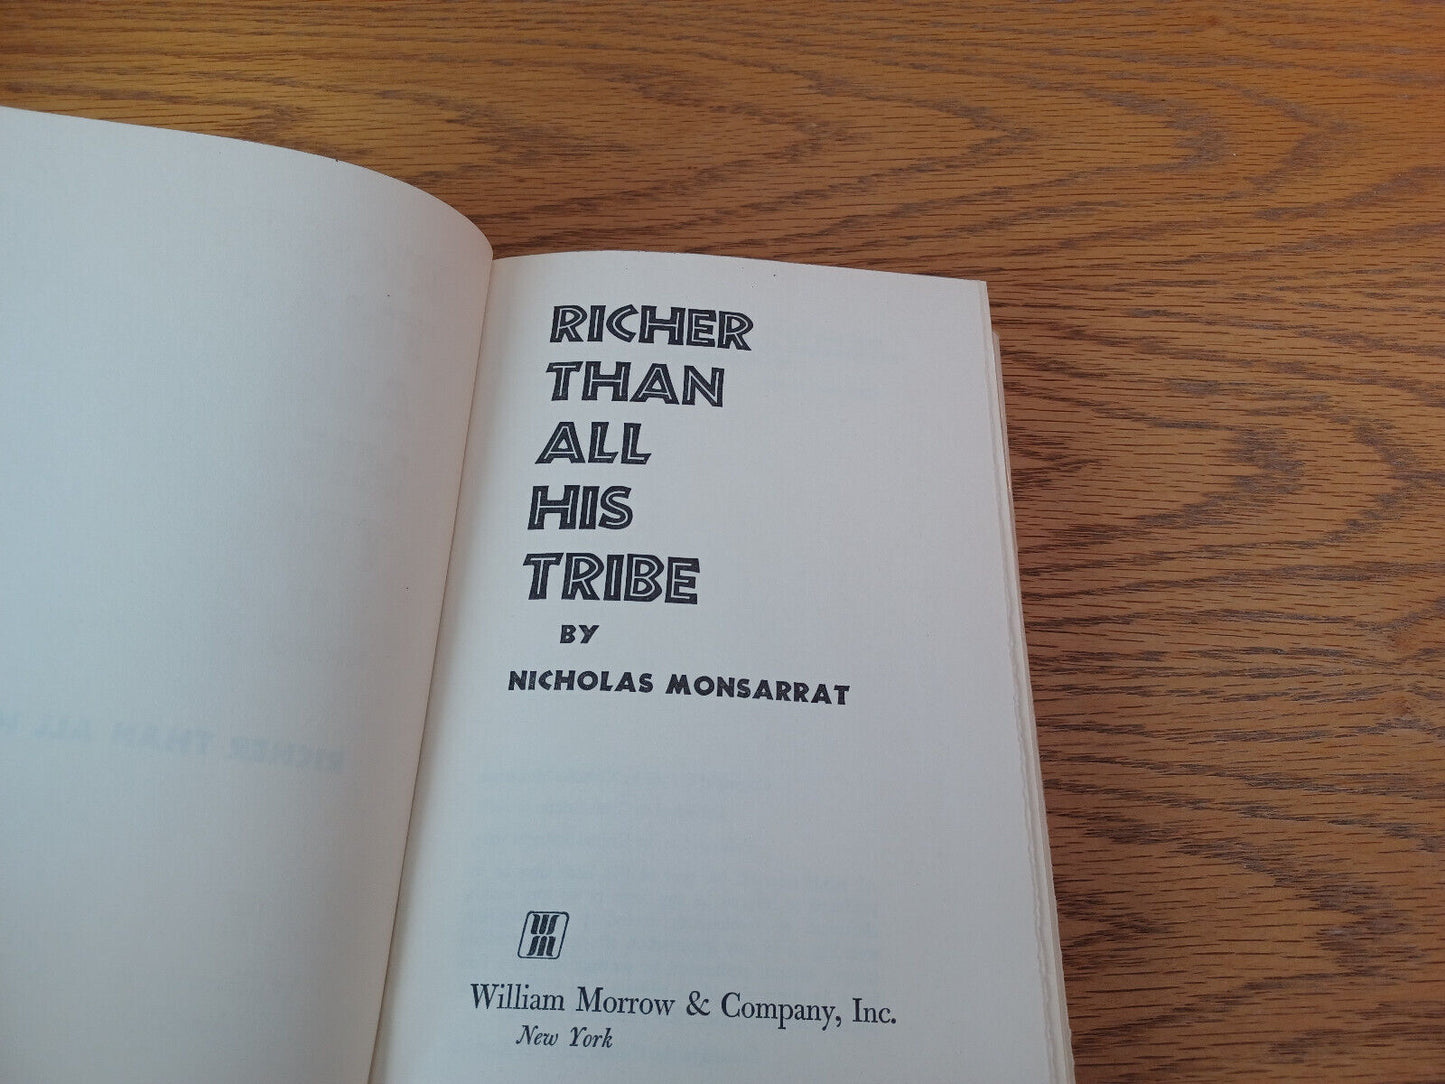 RICHER
THAN
ALL
HIS
TRIBE
BY
NICHOLAS MONSARRAT
William Morrow & Company, Inc.
New York